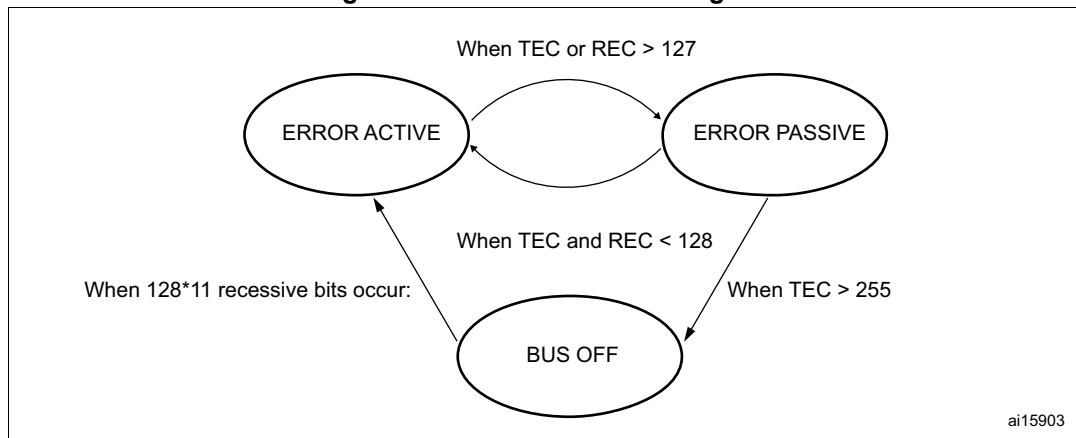 When TEC or REC > 127
ERROR ACTIVE
ERROR PASSIVE
When TEC and REC < 128
When 128*11 recessive bits occur:
When TEC > 255
BUS OFF
ai15903